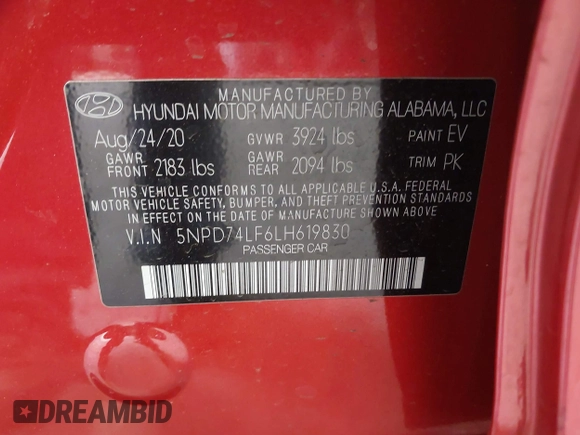 MANUFACTURED BY
HYUNDAI MOTOR MANUFACTURING ALABAMA, LLC
Aug/24/20 GVWR 3924 lbs PAINT EV
GAWR FRONT 2183 lbs GAWR REAR 2094 lbs TRIM PK
THIS VEHICLE CONFORMS TO ALL APPLICABLE U.S.A. FEDERAL
MOTOR VEHICLE SAFETY, BUMPER, AND THEFT PREVENTION STANDARDS
IN EFFECT ON THE DATE OF MANUFACTURE SHOWN ABOVE.
V.I.N 5NPD74LF6LH619830
PASSENGER CAR
DREAMBID